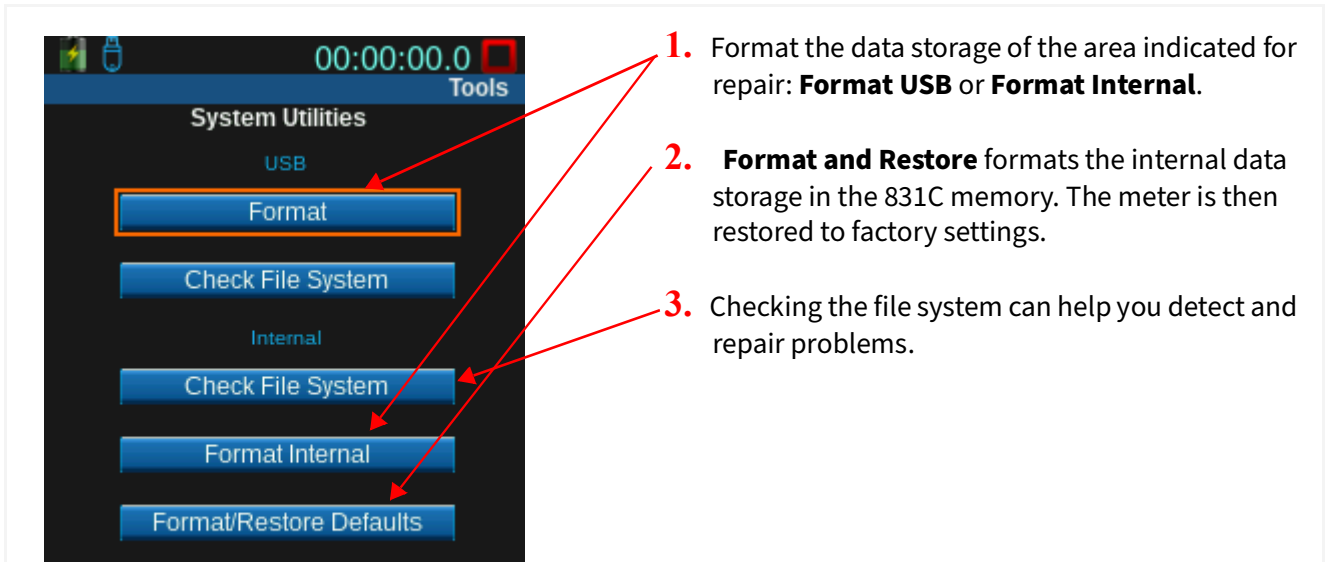 00:00:00.0
Tools
System Utilities
USB
Format
Check File System
Internal
Check File System
Format Internal
Format/Restore Defaults
1. Format the data storage of the area indicated for
repair: Format USB or Format Internal.
2. Format and Restore formats the internal data
storage in the 831C memory. The meter is then
restored to factory settings.
3. Checking the file system can help you detect and
repair problems.